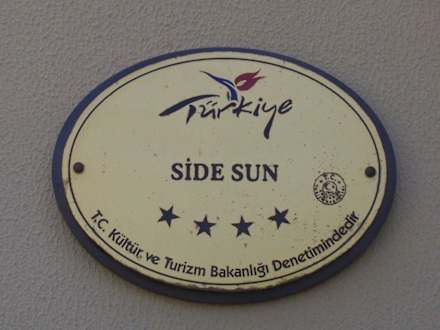 Türkiye
SİDE SUN
T.C.
T.C. Kültür ve Turizm Bakanlığı Denetimindedir